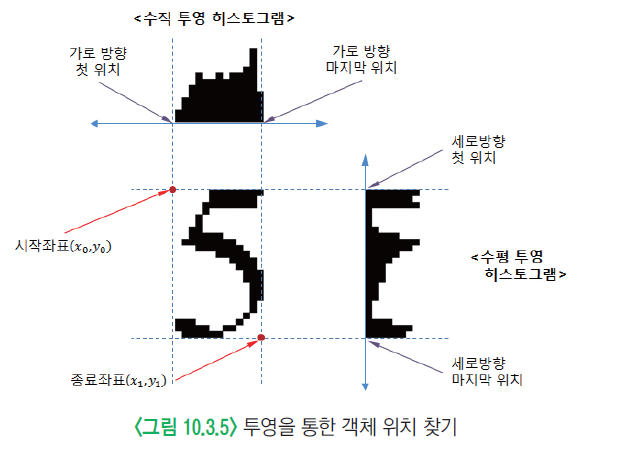 <수직 투영 히스토그램>
가로 방향
첫 위치
가로 방향
마지막 위치
세로방향
첫 위치
시작좌표(x₀,y₀)
<수평 투영
히스토그램>
종료좌표(x₁,y₁)
세로방향
마지막 위치
<그림 10.3.5> 투영을 통한 객체 위치 찾기